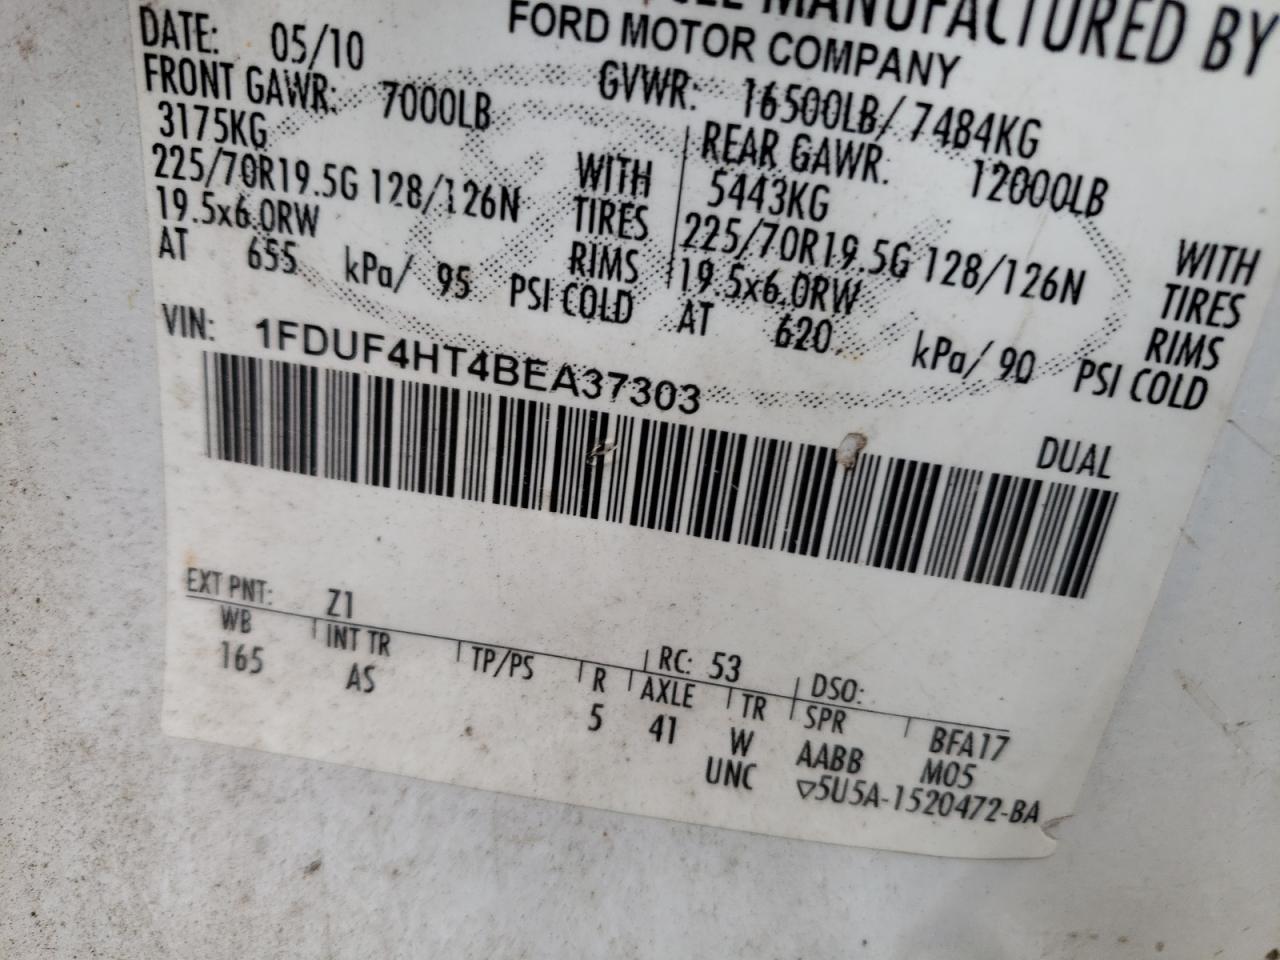 VEHICLE MANUFACTURED BY
FORD MOTOR COMPANY
DATE: 05/10 GVWR: 16500LB/ 7484KG
FRONT GAWR: 7000LB REAR GAWR: 12000LB
3175KG WITH 5443KG WITH
225/70R19.5G 128/126N TIRES 225/70R19.5G 128/126N TIRES
19.5x6.0RW RIMS 19.5x6.0RW RIMS
AT 655 kPa/ 95 PSI COLD AT 620 kPa/ 90 PSI COLD
VIN: 1FDUF4HT4BEA37303
DUAL
EXT PNT: Z1 RC: 53 DSO:
WB INT TR TP/PS R AXLE TR SPR BFA17
165 AS 5 41 W AABB M05
UNC ▽5U5A-1520472-BA